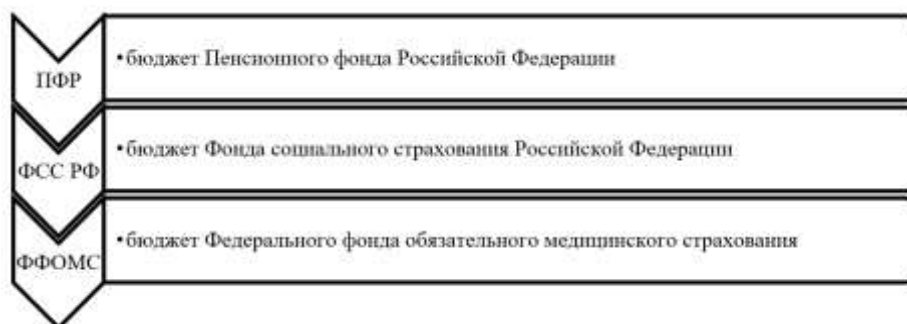 ПФР
•бюджет Пенсионного фонда Российской Федерации
ФСС РФ
•бюджет Фонда социального страхования Российской Федерации
ФФОМС
•бюджет Федерального фонда обязательного медицинского страхования